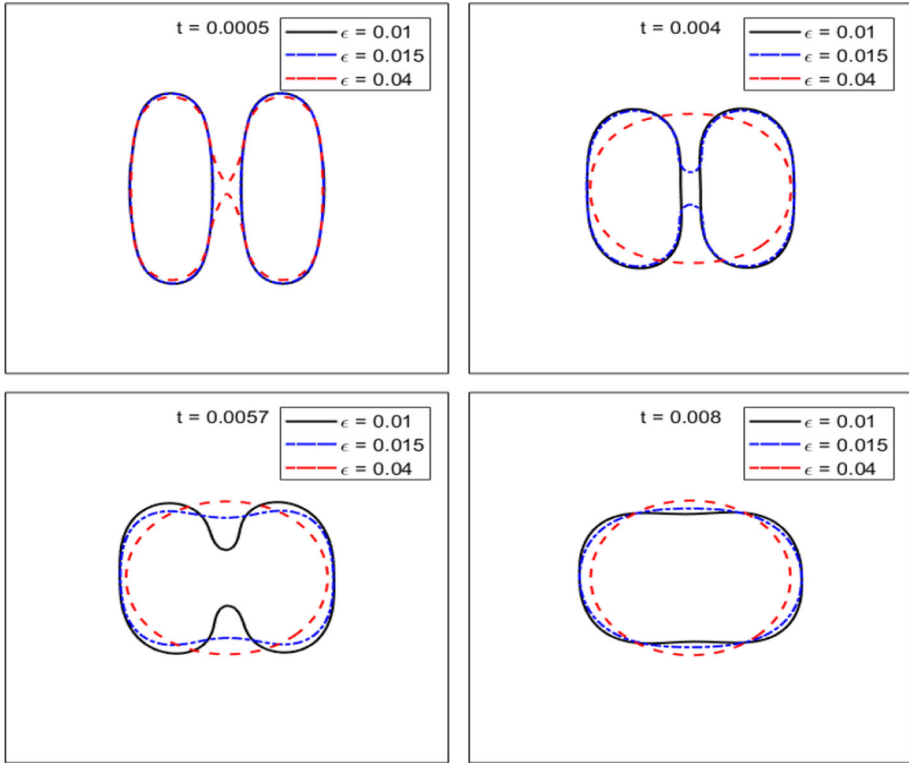 t = 0.0005
ϵ = 0.01
ϵ = 0.015
ϵ = 0.04
t = 0.004
ϵ = 0.01
ϵ = 0.015
ϵ = 0.04
t = 0.0057
ϵ = 0.01
ϵ = 0.015
ϵ = 0.04
t = 0.008
ϵ = 0.01
ϵ = 0.015
ϵ = 0.04